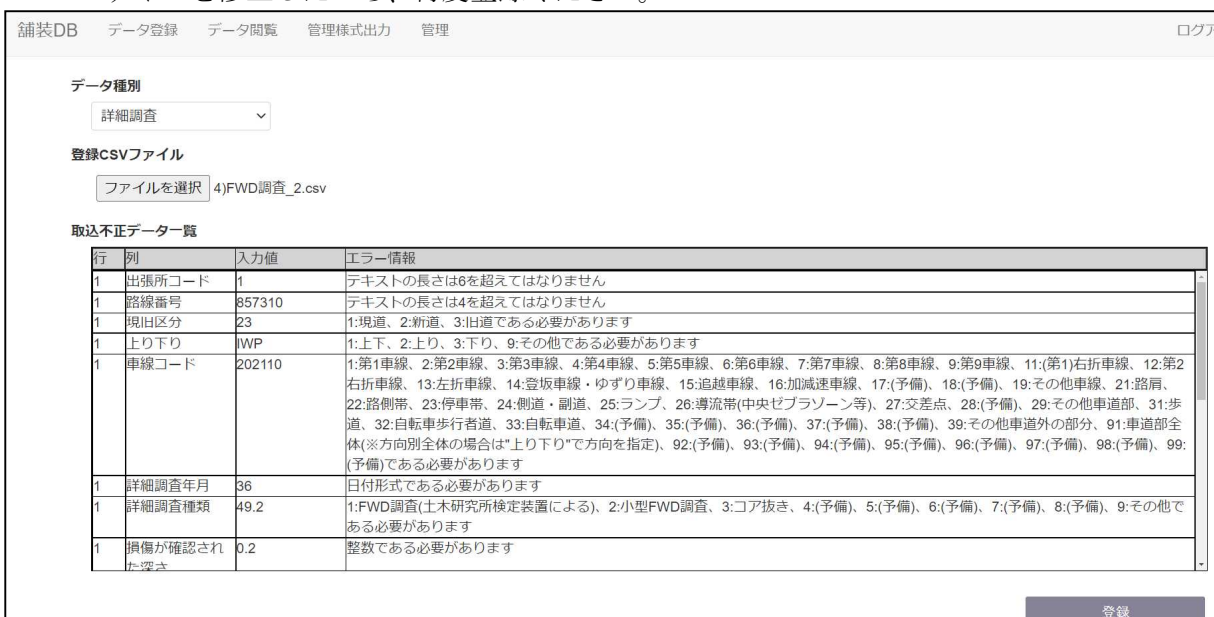 舗装DB データ登録 データ閲覧 管理様式出力 管理
データ種別
詳細調査
登録CSVファイル
ファイルを選択 4)FWD調査_2.csv
取込不正データ一覧
行 列 入力値 エラー情報
1 出張所コード 1 テキストの長さは6を超えてはなりません
1 路線番号 857310 テキストの長さは4を超えてはなりません
1 現旧区分 23 1:現道、2:新道、3:旧道である必要があります
1 上り下り IWP 1:上下、2:上り、3:下り、9:その他である必要があります
1 車線コード 202110 1:第1車線、2:第2車線、3:第3車線、4:第4車線、5:第5車線、6:第6車線、7:第7車線、8:第8車線、9:第9車線、11:(第1)右折車線、12:第2
右折車線、13:左折車線、14:登坂車線・ゆずり車線、15:追越車線、16:加減速車線、17:(予備)、18:(予備)、19:その他車線、21:路肩、
22:路側帯、23:停車帯、24:側道・副道、25:ランプ、26:導流帯(中央ゼブラゾーン等)、27:交差点、28:(予備)、29:その他車道部、31:歩
道、32:自転車歩行者道、33:自転車道、34:(予備)、35:(予備)、36:(予備)、37:(予備)、38:(予備)、39:その他車道外の部分、91:車道部全
体(※方向別全体の場合は"上り下り"で方向を指定)、92:(予備)、93:(予備)、94:(予備)、95:(予備)、96:(予備)、97:(予備)、98:(予備)、99:
(予備)である必要があります
1 詳細調査年月 36 日付形式である必要があります
1 詳細調査種類 49.2 1:FWD調査(土木研究所検定装置による)、2:小型FWD調査、3:コア抜き、4:(予備)、5:(予備)、6:(予備)、7:(予備)、8:(予備)、9:その他で
ある必要があります
1 損傷が確認され 0.2 整数である必要があります
た深さ
登録